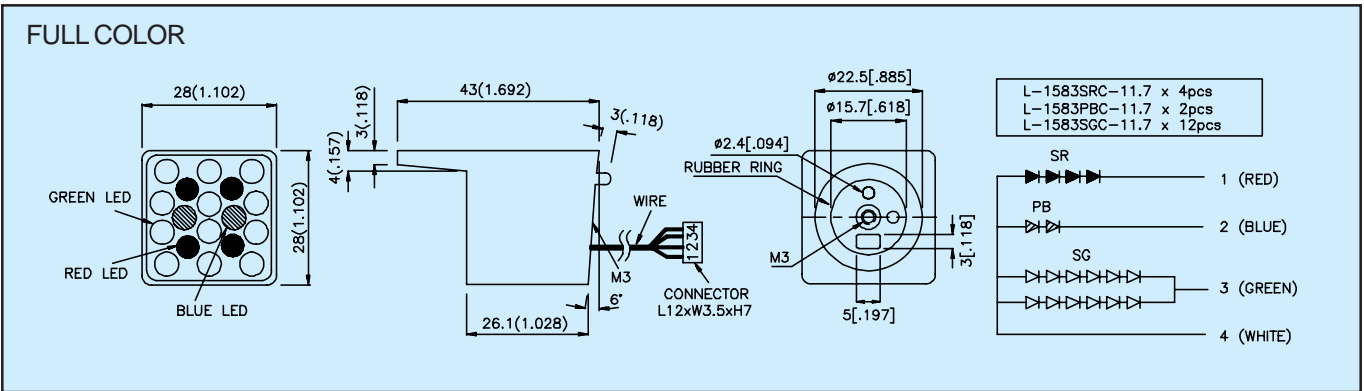 FULL COLOR
28(1.102)
28(1.102)
GREEN LED
RED LED
BLUE LED
43(1.692)
3(.118)
4(.157)
3(.118)
WIRE
1234
M3
CONNECTOR
L12xW3.5xH7
6°
26.1(1.028)
ø22.5[.885]
ø15.7[.618]
ø2.4[.094]
RUBBER RING
M3
3[.118]
5[.197]
L-1583SRC-11.7 x 4pcs
L-1583PBC-11.7 x 2pcs
L-1583SGC-11.7 x 12pcs
SR
1 (RED)
PB
2 (BLUE)
SG
3 (GREEN)
4 (WHITE)